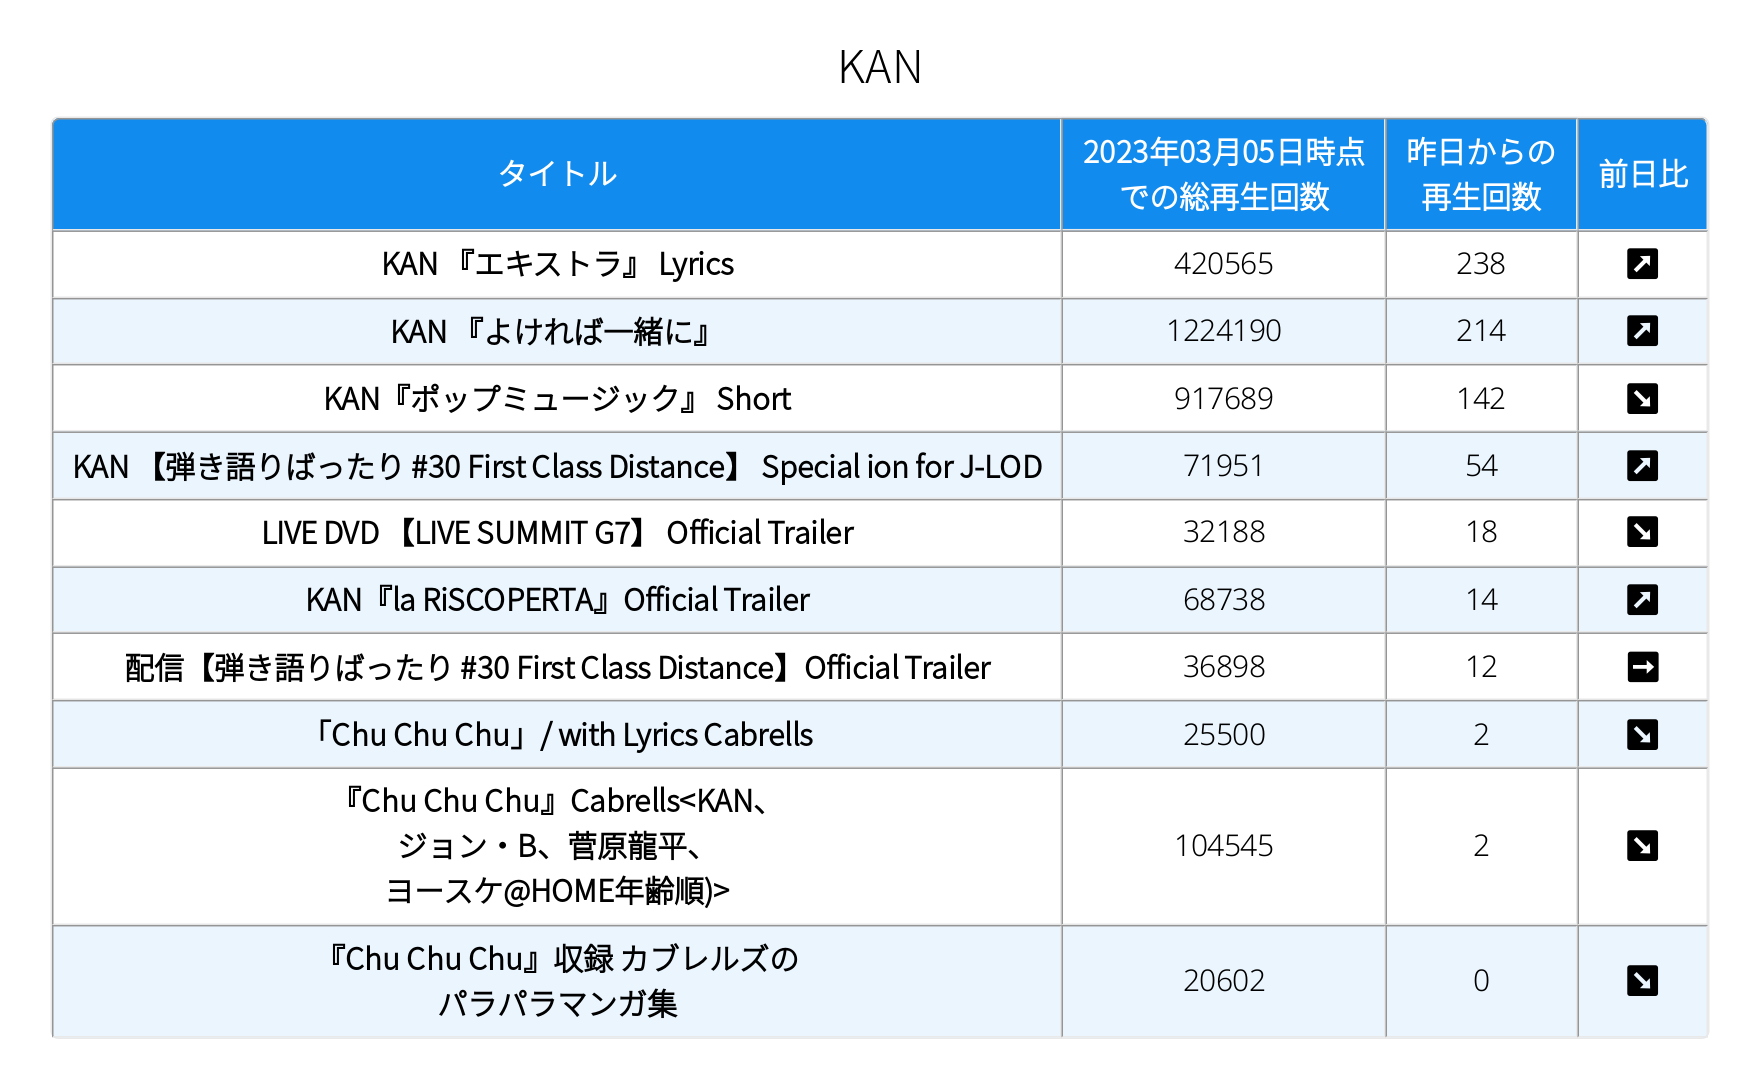 KAN
タイトル
2023年03月05日時点
での総再生回数
昨日からの
再生回数
前日比
KAN 『エキストラ』 Lyrics 420565 238
KAN 『よければ一緒に』 1224190 214
KAN『ポップミュージック』 Short 917689 142
KAN 【弾き語りばったり #30 First Class Distance】 Special ion for J-LOD 71951 54
LIVE DVD 【LIVE SUMMIT G7】 Official Trailer 32188 18
KAN『la RiSCOPERTA』Official Trailer 68738 14
配信【弾き語りばったり #30 First Class Distance】Official Trailer 36898 12
「Chu Chu Chu」/ with Lyrics Cabrells 25500 2
『Chu Chu Chu』Cabrells<KAN、
ジョン・B、菅原龍平、
ヨースケ@HOME年齢順)>
104545 2
『Chu Chu Chu』収録 カブレルズの
パラパラマンガ集
20602 0